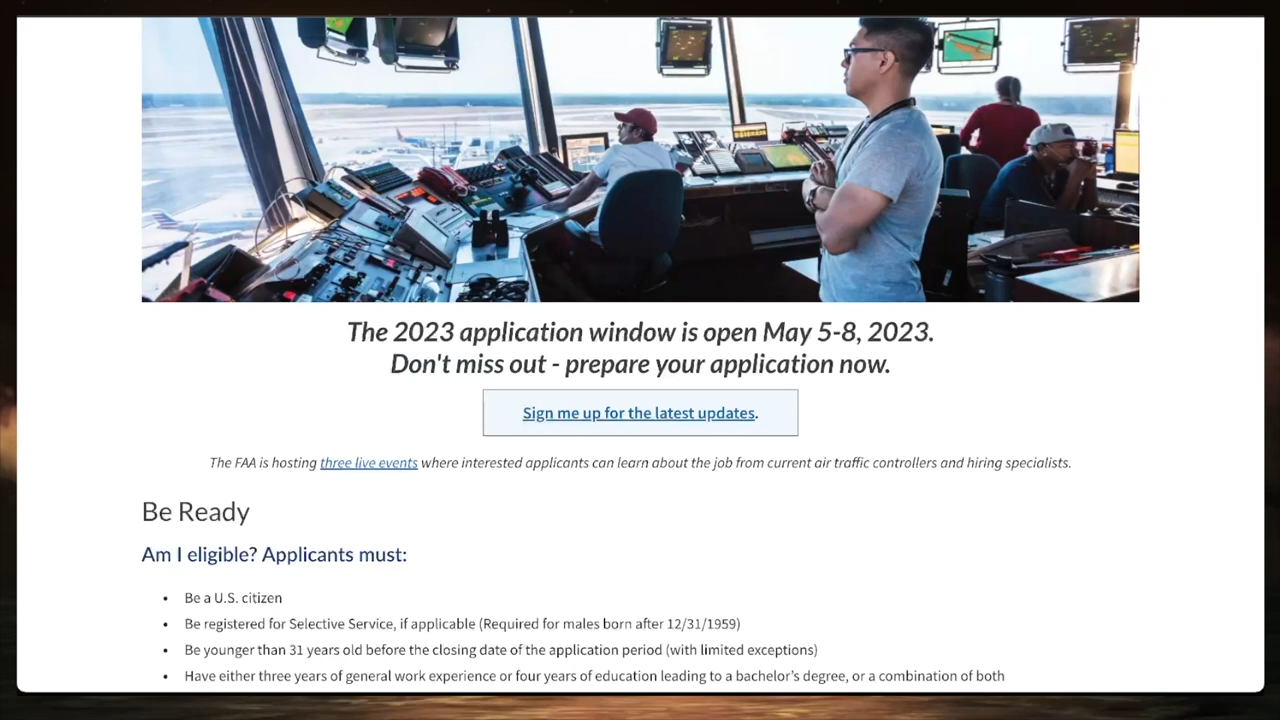 The 2023 application window is open May 5-8, 2023.
Don't miss out - prepare your application now.
Sign me up for the latest updates.
The FAA is hosting three live events where interested applicants can learn about the job from current air traffic controllers and hiring specialists.
Be Ready
Am I eligible? Applicants must:
• Be a U.S. citizen
• Be registered for Selective Service, if applicable (Required for males born after 12/31/1959)
• Be younger than 31 years old before the closing date of the application period (with limited exceptions)
• Have either three years of general work experience or four years of education leading to a bachelor's degree, or a combination of both